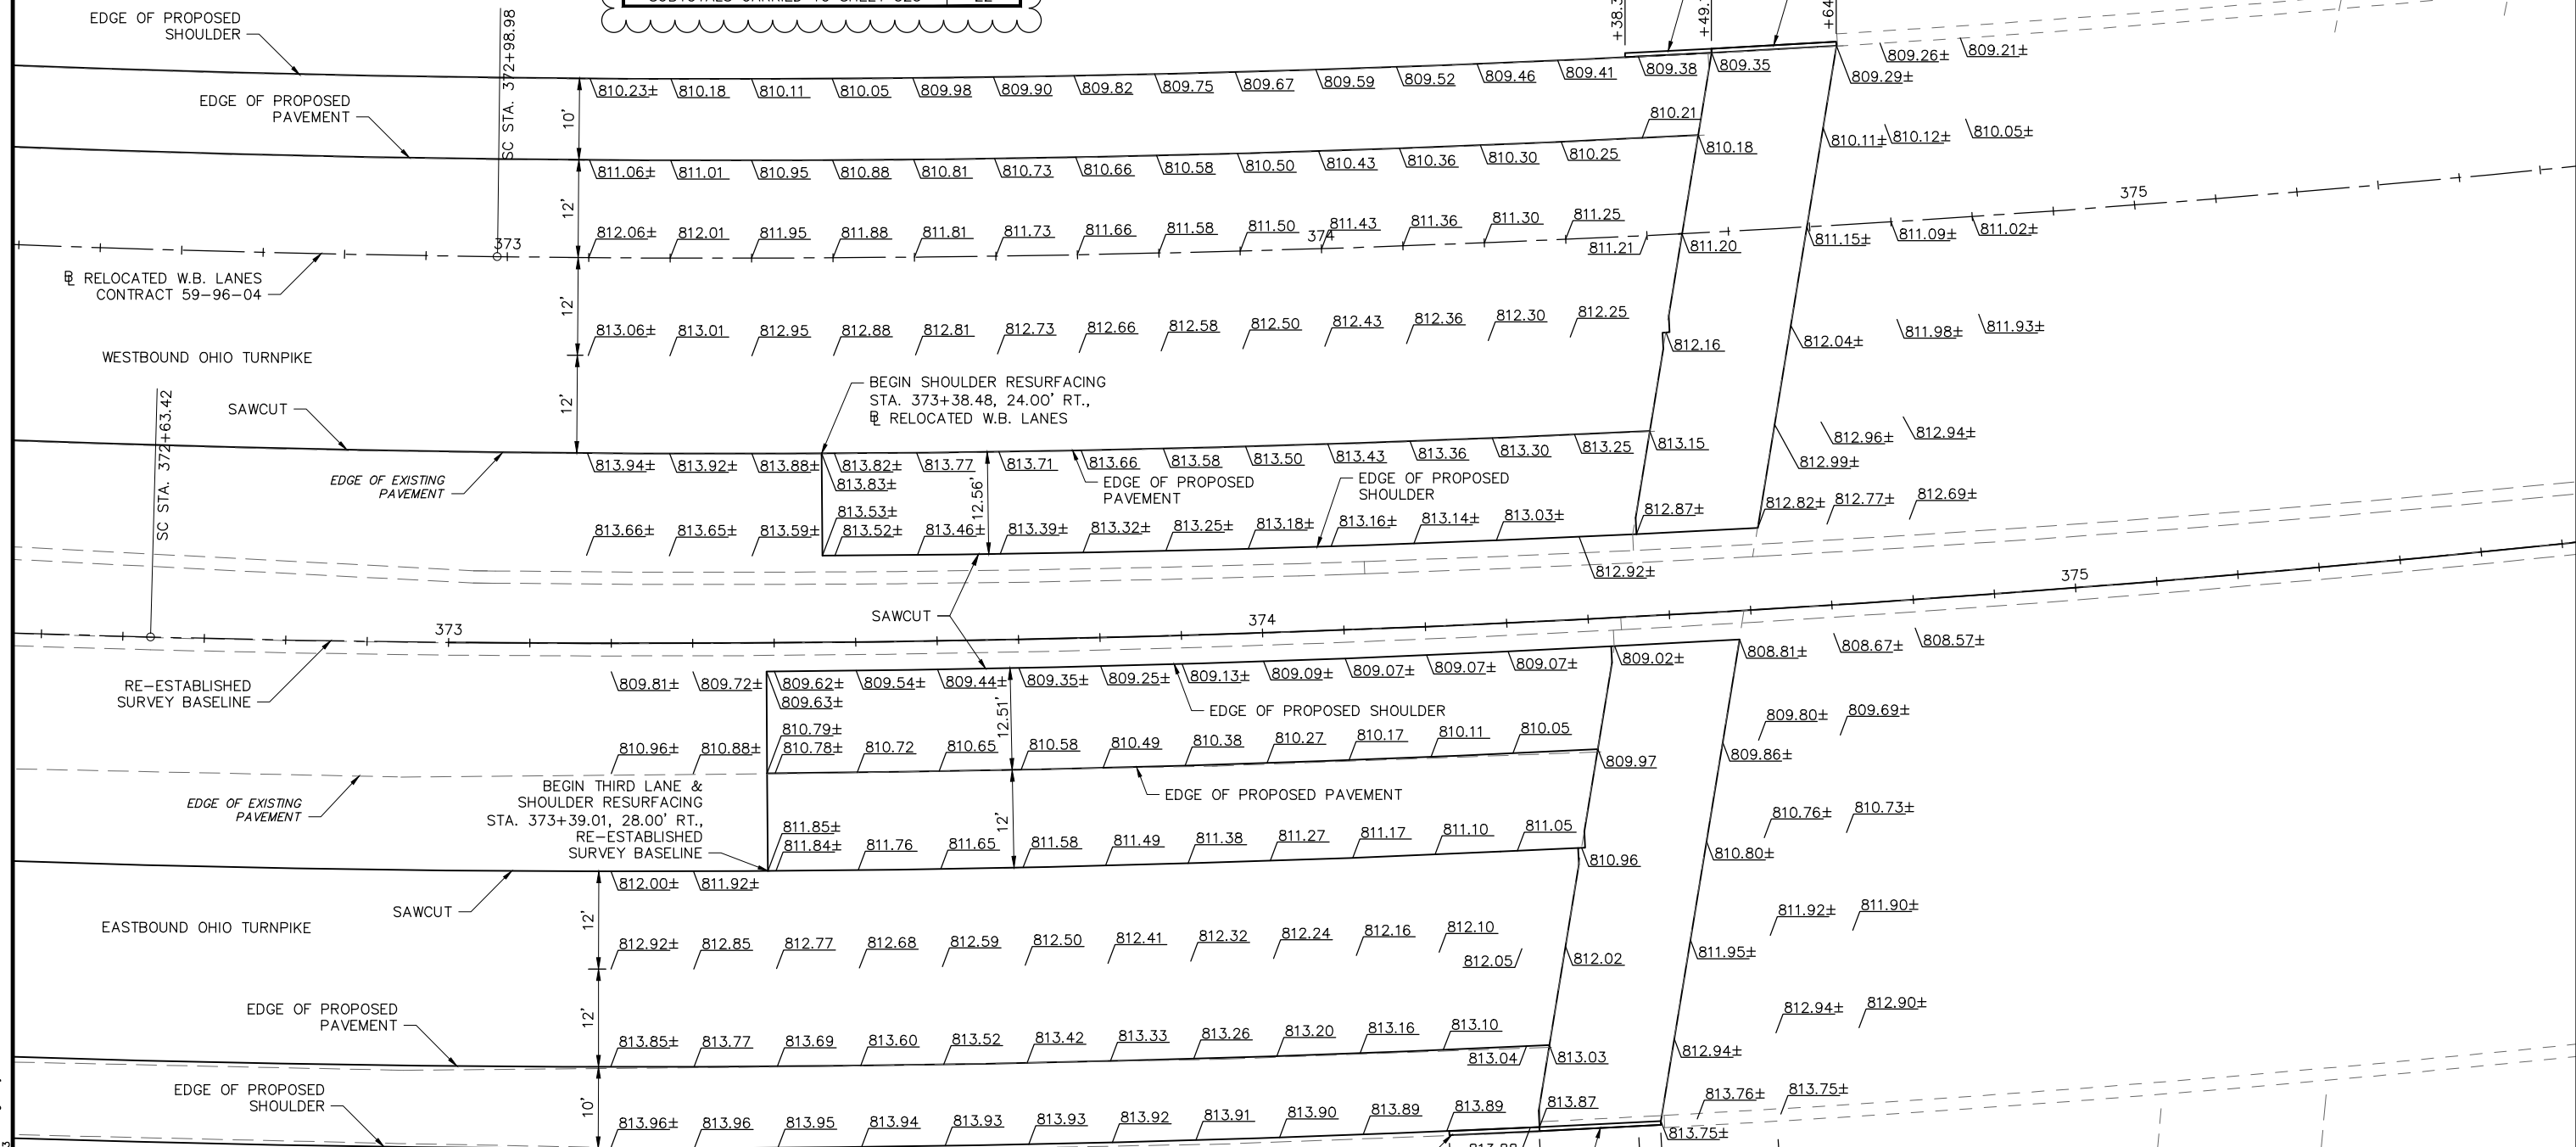 EDGE OF PROPOSED
SHOULDER
SC STA. 372+98.98
+64
809.26± 809.21±
810.23± 810.18 810.11 810.05 809.98 809.90 809.82 809.75 809.67 809.59 809.52 809.46 809.41 809.38 809.35 809.29±
EDGE OF PROPOSED
PAVEMENT
10'
810.21
810.18 810.11± 810.12± 810.05±
811.06± 811.01 810.95 810.88 810.81 810.73 810.66 810.58 810.50 810.43 810.36 810.30 810.25
12'
375
812.06± 812.01 811.95 811.88 811.81 811.73 811.66 811.58 811.50 811.43 811.36 811.30 811.25
373
374
811.21 811.20 811.15± 811.09± 811.02±
RELOCATED W.B. LANES
CONTRACT 59-96-04
12'
813.06± 813.01 812.95 812.88 812.81 812.73 812.66 812.58 812.50 812.43 812.36 812.30 812.25
812.16 812.04± 811.98± 811.93±
WESTBOUND OHIO TURNPIKE
12'
BEGIN SHOULDER RESURFACING
STA. 373+38.48, 24.00' RT.,
RELOCATED W.B. LANES
SAWCUT
SC STA. 372+63.42
813.94± 813.92± 813.88± 813.82± 813.77 813.71 813.66 813.58 813.50 813.43 813.36 813.30 813.25 813.15 812.99± 812.96± 812.94±
813.83±
EDGE OF EXISTING
PAVEMENT
12.56'
EDGE OF PROPOSED
PAVEMENT
EDGE OF PROPOSED
SHOULDER
813.53±
813.66± 813.65± 813.59± 813.52± 813.46± 813.39± 813.32± 813.25± 813.18± 813.16± 813.14± 813.03± 812.87± 812.82± 812.77± 812.69±
812.92±
SAWCUT
373
374
375
RE-ESTABLISHED
SURVEY BASELINE
809.81± 809.72± 809.62± 809.54± 809.44± 809.35± 809.25± 809.13± 809.09± 809.07± 809.07± 809.07± 809.02± 808.81± 808.67± 808.57±
809.63±
12.51'
EDGE OF PROPOSED SHOULDER
810.79±
810.96± 810.88± 810.78± 810.72 810.65 810.58 810.49 810.38 810.27 810.17 810.11 810.05 809.97 809.86± 809.80± 809.69±
EDGE OF EXISTING
PAVEMENT
BEGIN THIRD LANE &
SHOULDER RESURFACING
STA. 373+39.01, 28.00' RT.,
RE-ESTABLISHED
SURVEY BASELINE
EDGE OF PROPOSED PAVEMENT
12'
811.85±
811.84± 811.76 811.65 811.58 811.49 811.38 811.27 811.17 811.10 811.05 810.96 810.80± 810.76± 810.73±
812.00± 811.92±
SAWCUT
EASTBOUND OHIO TURNPIKE
12'
812.92± 812.85 812.77 812.68 812.59 812.50 812.41 812.32 812.24 812.16 812.10 812.05 812.02 811.95± 811.92± 811.90±
EDGE OF PROPOSED
PAVEMENT
12'
813.85± 813.77 813.69 813.60 813.52 813.42 813.33 813.26 813.20 813.16 813.10 813.04 813.03 812.94± 812.94± 812.90±
EDGE OF PROPOSED
SHOULDER
10'
813.96± 813.96 813.95 813.94 813.93 813.93 813.92 813.91 813.90 813.89 813.89 813.87 813.75± 813.76± 813.75±